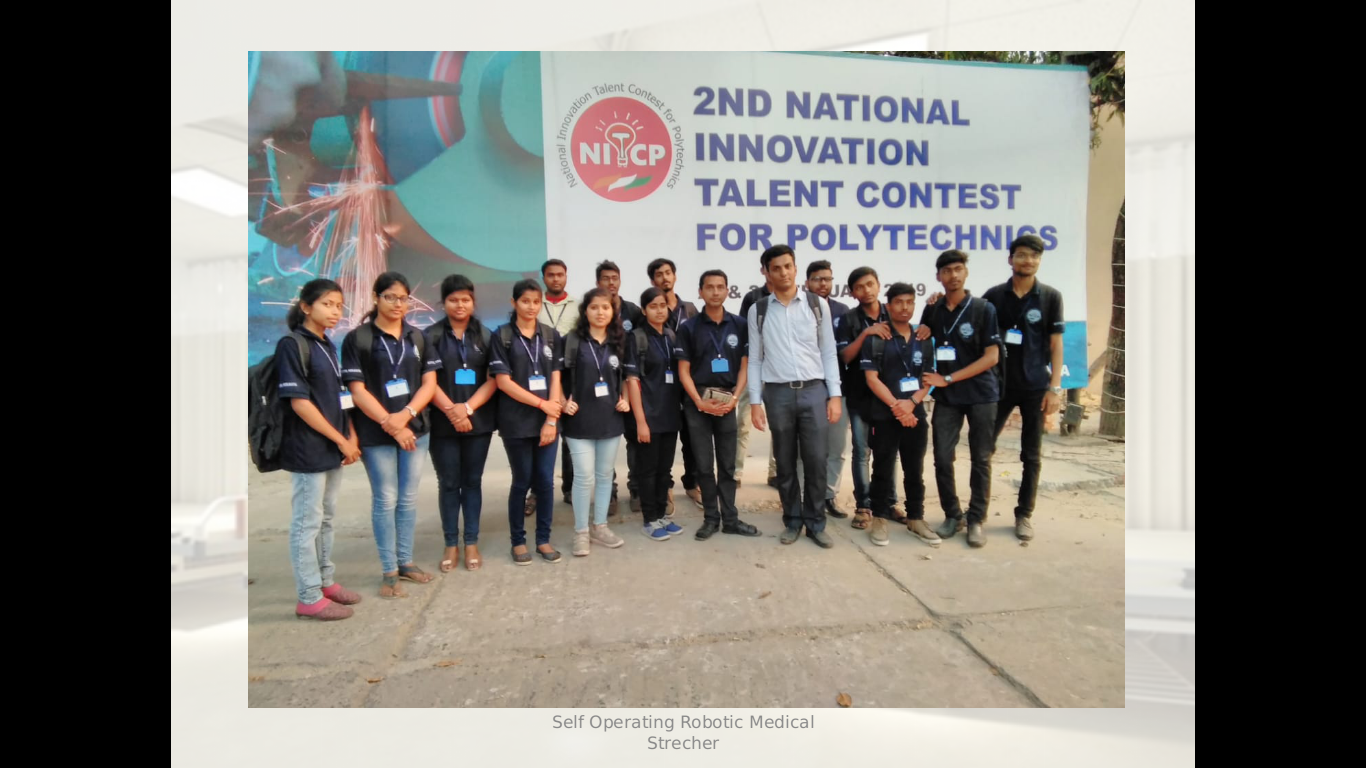 National Innovation Talent Contest for Polytechnics
NITCP
2ND NATIONAL
INNOVATION
TALENT CONTEST
FOR POLYTECHNICS
Self Operating Robotic Medical
Strecher